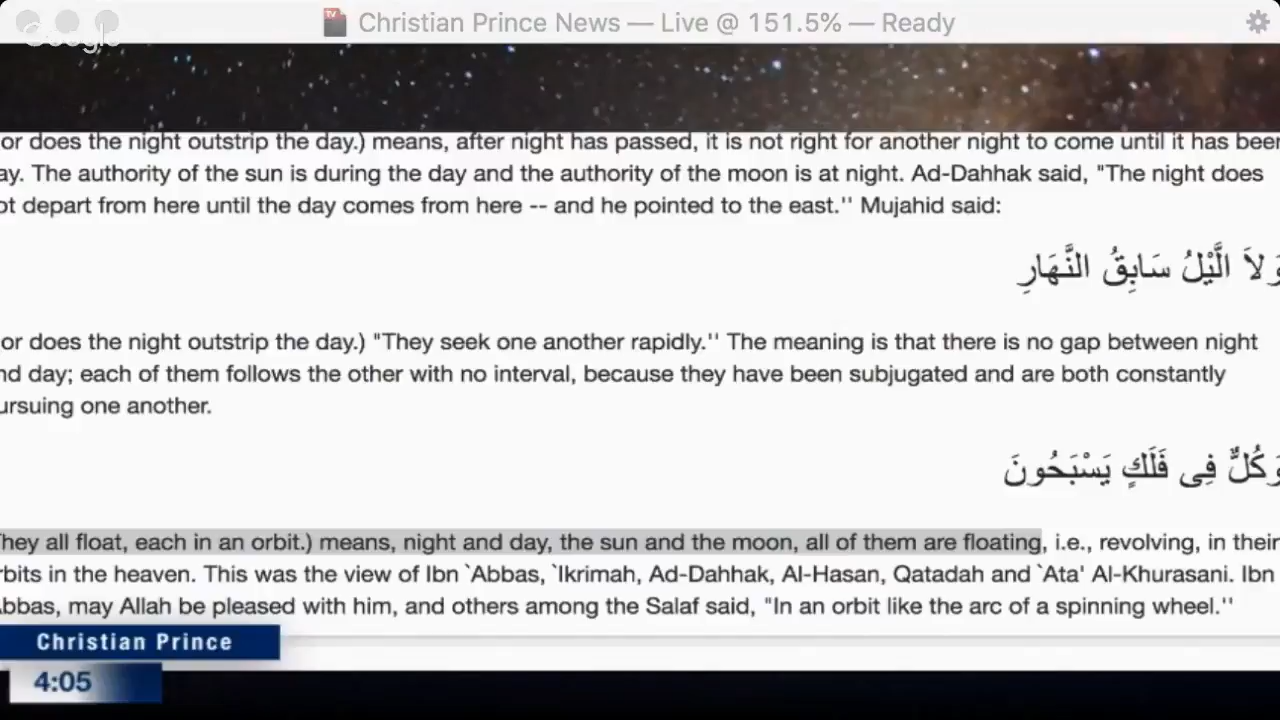 Christian Prince News — Live @ 151.5% — Ready
Google
or does the night outstrip the day.) means, after night has passed, it is not right for another night to come until it has been
ay. The authority of the sun is during the day and the authority of the moon is at night. Ad-Dahhak said, "The night does
ot depart from here until the day comes from here -- and he pointed to the east.'' Mujahid said:
وَلاَ الَّيْلُ سَابِقُ النَّهَارِ
or does the night outstrip the day.) "They seek one another rapidly.'' The meaning is that there is no gap between night
nd day; each of them follows the other with no interval, because they have been subjugated and are both constantly
ursuing one another.
وَكُلٌّ فِى فَلَكٍ يَسْبَحُونَ
They all float, each in an orbit.) means, night and day, the sun and the moon, all of them are floating, i.e., revolving, in their
rbits in the heaven. This was the view of Ibn `Abbas, `Ikrimah, Ad-Dahhak, Al-Hasan, Qatadah and `Ata' Al-Khurasani. Ibn
Abbas, may Allah be pleased with him, and others among the Salaf said, "In an orbit like the arc of a spinning wheel.''
Christian Prince
4:05